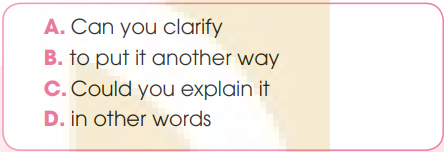 A. Can you clarify
B. to put it another way
C. Could you explain it
D. in other words